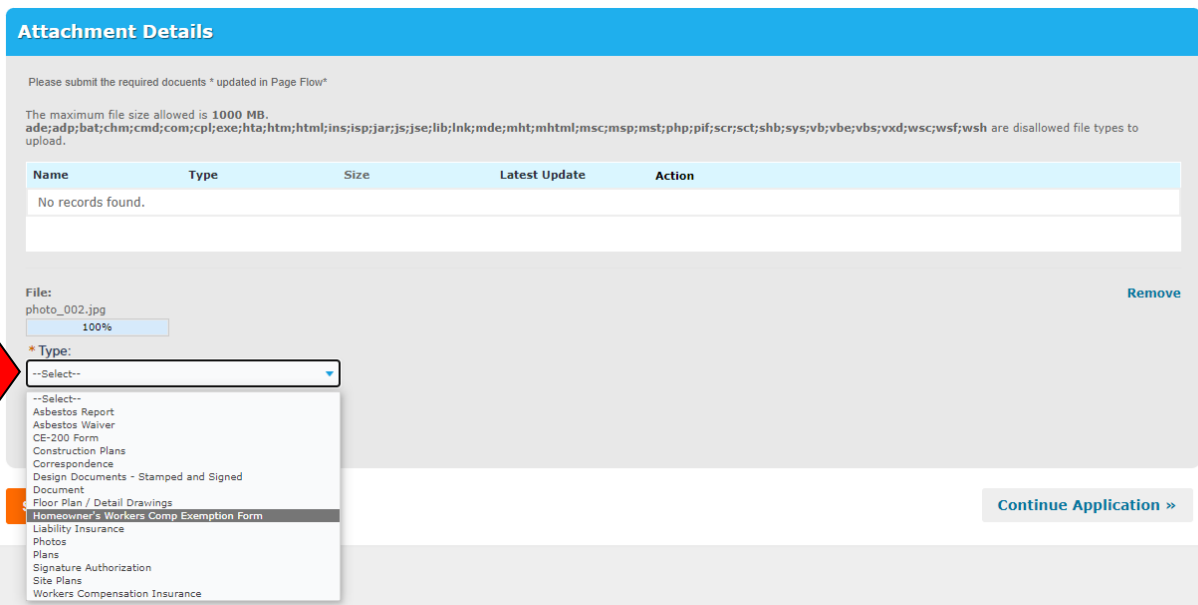 Attachment Details
Please submit the required docuents * updated in Page Flow*
The maximum file size allowed is 1000 MB.
ade;adp;bat;chm;cmd;com;cpl;exe;hta;htm;html;ins;isp;jar;js;jse;lib;lnk;mde;mht;mhtml;msc;msp;mst;php;pif;scr;sct;shb;sys;vb;vbe;vbs;vxd;wsc;wsf;wsh are disallowed file types to
upload.
Name Type Size Latest Update Action
No records found.
File: Remove
photo_002.jpg
100%
* Type:
--Select--
--Select--
Asbestos Report
Asbestos Waiver
CE-200 Form
Construction Plans
Correspondence
Design Documents - Stamped and Signed
Document
Floor Plan / Detail Drawings
Homeowner's Workers Comp Exemption Form
Liability Insurance
Photos
Plans
Signature Authorization
Site Plans
Workers Compensation Insurance
Continue Application »